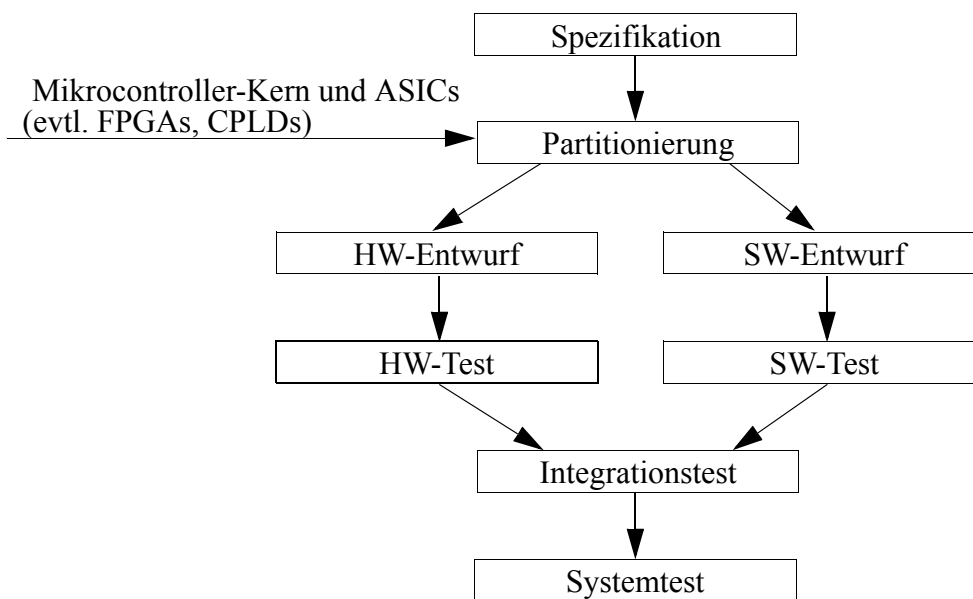 Spezifikation
Mikrocontroller-Kern und ASICs
(evtl. FPGAs, CPLDs)
Partitionierung
HW-Entwurf
SW-Entwurf
HW-Test
SW-Test
Integrationstest
Systemtest